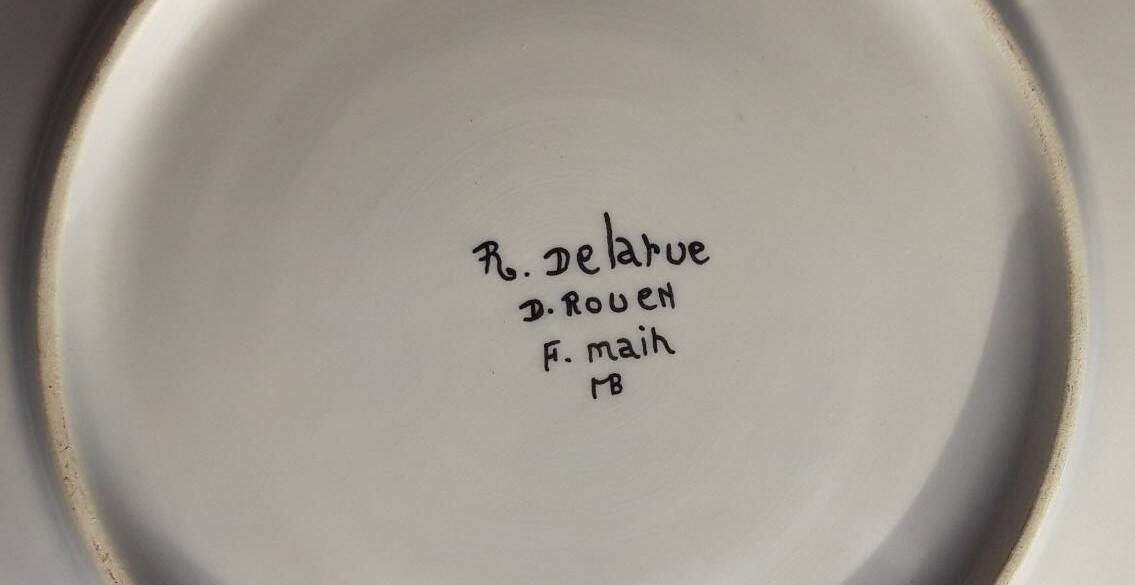 R. Delarue
D. ROUEN
F. main
MB